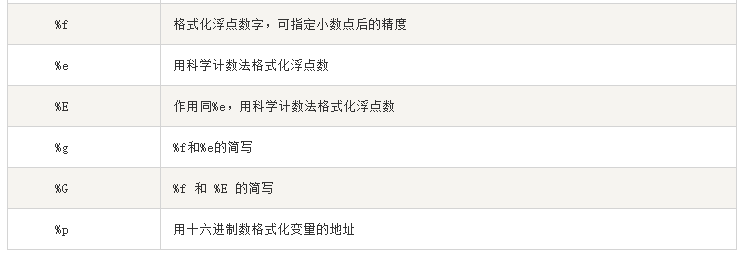 %f 格式化浮点数字，可指定小数点后的精度
%e 用科学计数法格式化浮点数
%E 作用同%e，用科学计数法格式化浮点数
%g %f和%e的简写
%G %f 和 %E 的简写
%p 用十六进制数格式化变量的地址